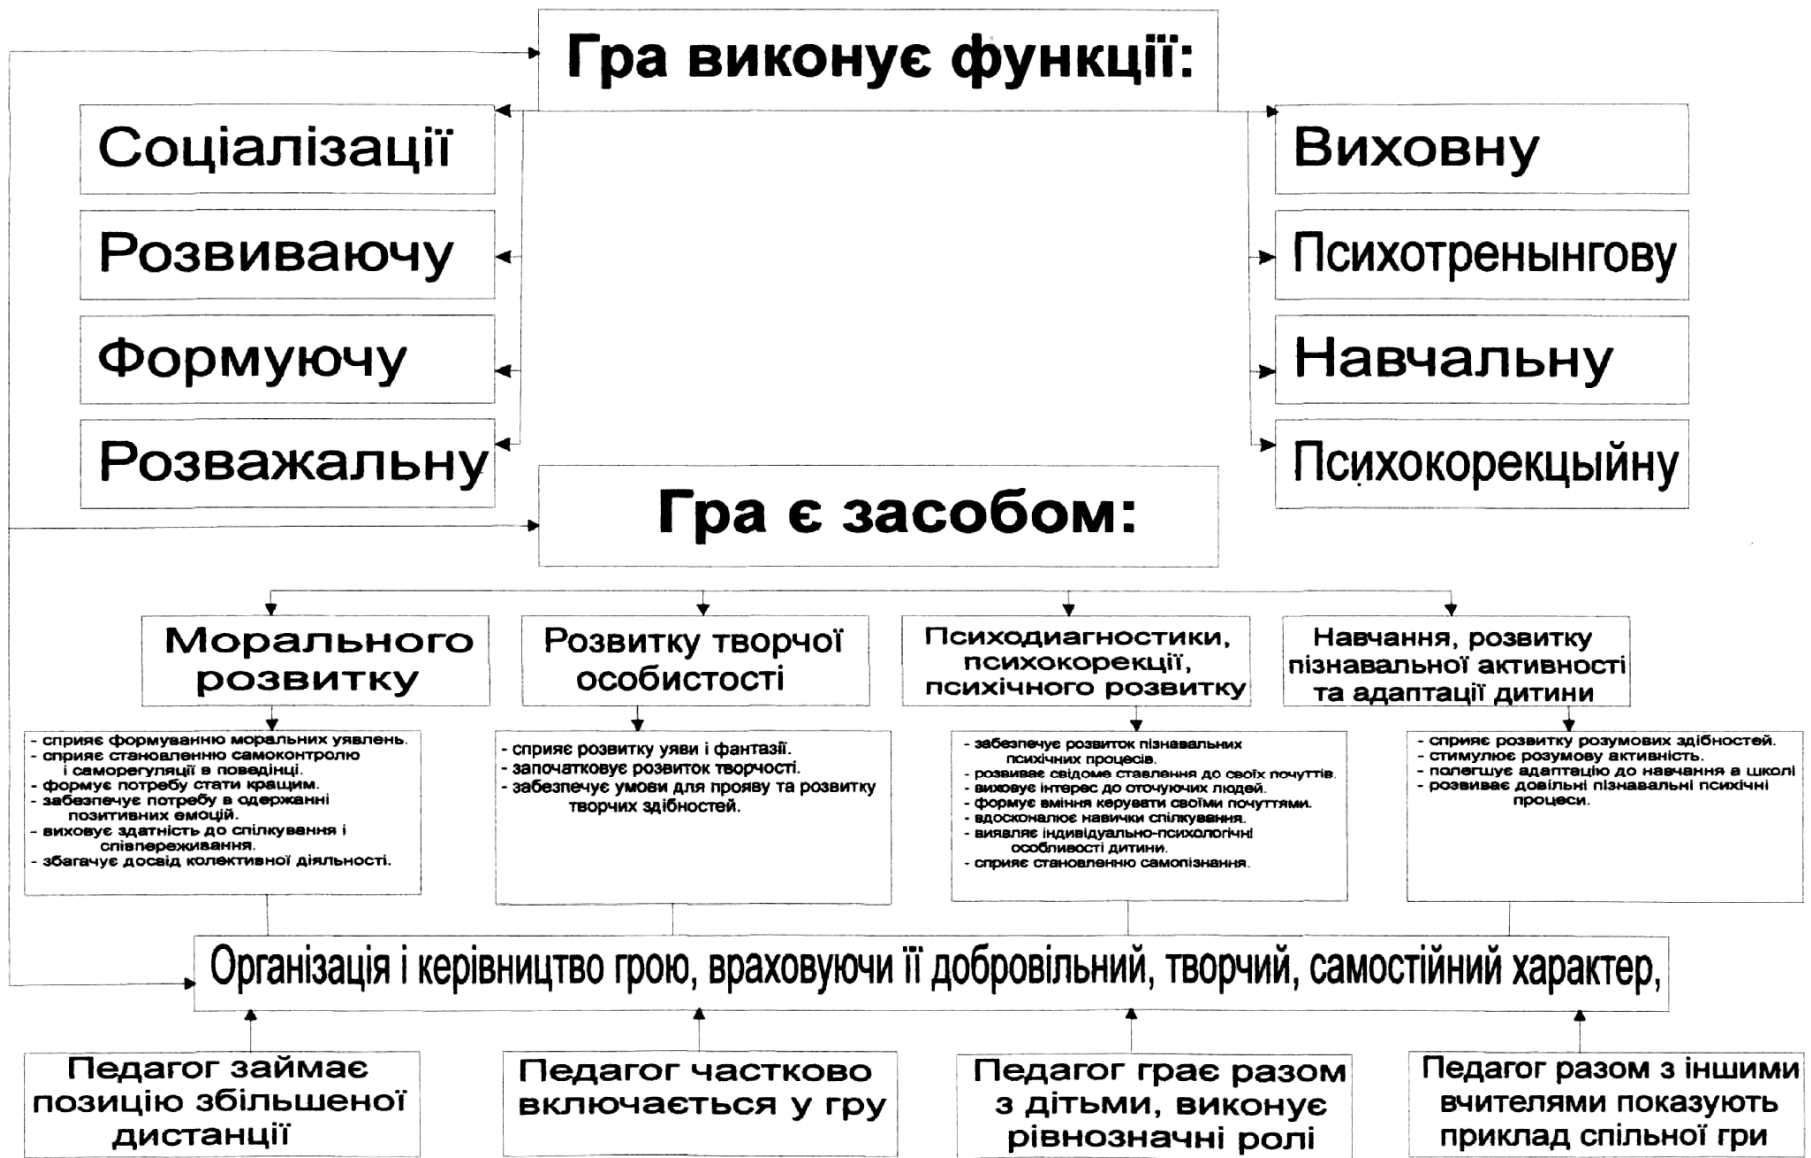 Гра виконує функції:
Соціалізації
Розвиваючу
Формуючу
Розважальну
Виховну
Психотренынгову
Навчальну
Психокорекцыйну
Гра є засобом:
Морального
розвитку
- сприяє формуванню моральних уявлень.
- сприяє становленню самоконтролю
і саморегуляції в поведінці.
- формує потребу стати кращим.
- забезпечує потребу в одержанні
позитивних емоцій.
- виховує здатність до спілкування і
співпереживання.
- збагачує досвід колективної діяльності.
Розвитку творчої
особистості
- сприяє розвитку уяви і фантазії.
- започатковує розвиток творчості.
- забезпечує умови для прояву та розвитку
творчих здібностей.
Психодиагностики,
психокорекції,
психічного розвитку
- забезпечує розвиток пізнавальних
психічних процесів.
- розвиває свідоме ставлення до своїх почуттів.
- виховує інтерес до оточуючих людей.
- формує вміння керувати своїми почуттями.
- вдосконалює навички спілкування.
- виявляє індивідуально-психологічні
особливості дитини.
- сприяє становленню самопізнання.
Навчання, розвитку
пізнавальної активності
та адаптації дитини
- сприяє розвитку розумових здібностей.
- стимулює розумову активність.
- полегшує адаптацію до навчання а школі
- розвиває довільні пізнавальні психічні
процеси.
Організація і керівництво грою, враховуючи її добровільний, творчий, самостійний характер,
Педагог займає
позицію збільшеної
дистанції
Педагог частково
включається у гру
Педагог грає разом
з дітьми, виконує
рівнозначні ролі
Педагог разом з іншими
вчителями показують
приклад спільної гри